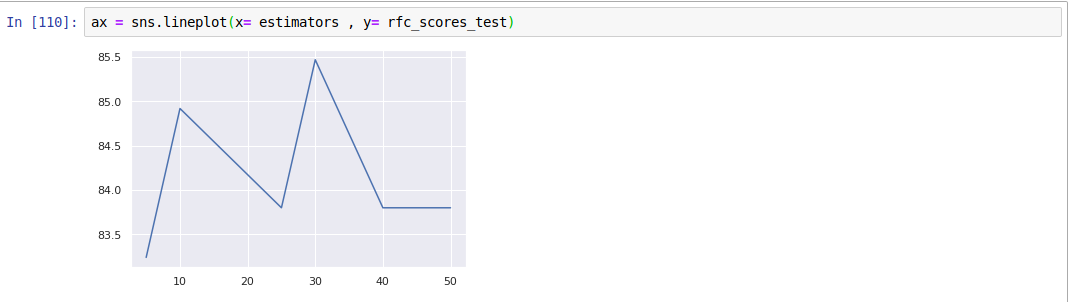 In [110]: ax = sns.lineplot(x= estimators , y= rfc_scores_test)
85.5
85.0
84.5
84.0
83.5
10 20 30 40 50